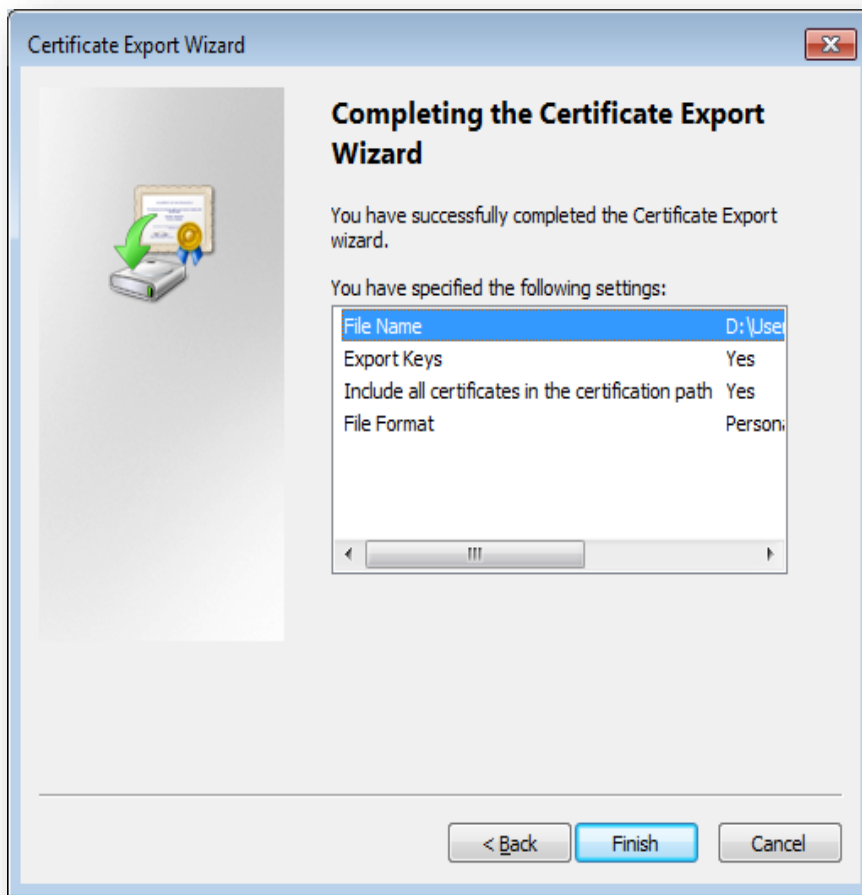 Certificate Export Wizard
Completing the Certificate Export
Wizard
You have successfully completed the Certificate Export
wizard.
You have specified the following settings:
File Name D:\User
Export Keys Yes
Include all certificates in the certification path Yes
File Format Persona
< Back Finish Cancel